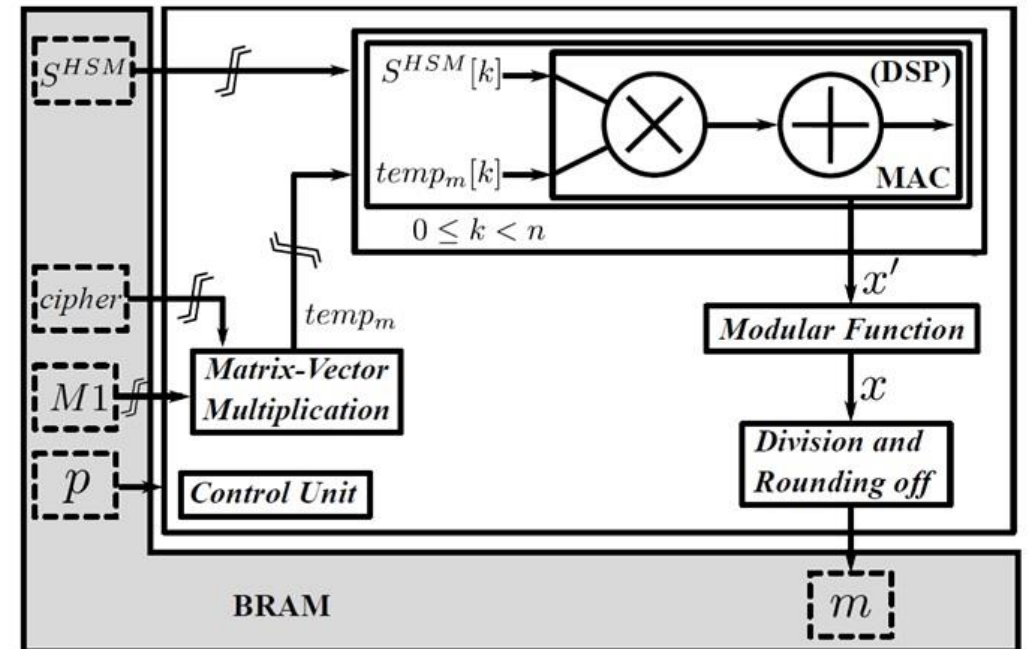 S^{HSM}
S^{HSM}[k]
(DSP)
temp_m[k]
MAC
0 ≤ k < n
cipher
temp_m
x′
Modular Function
Matrix-Vector
Multiplication
M1
x
Division and
Rounding off
p
Control Unit
BRAM
m